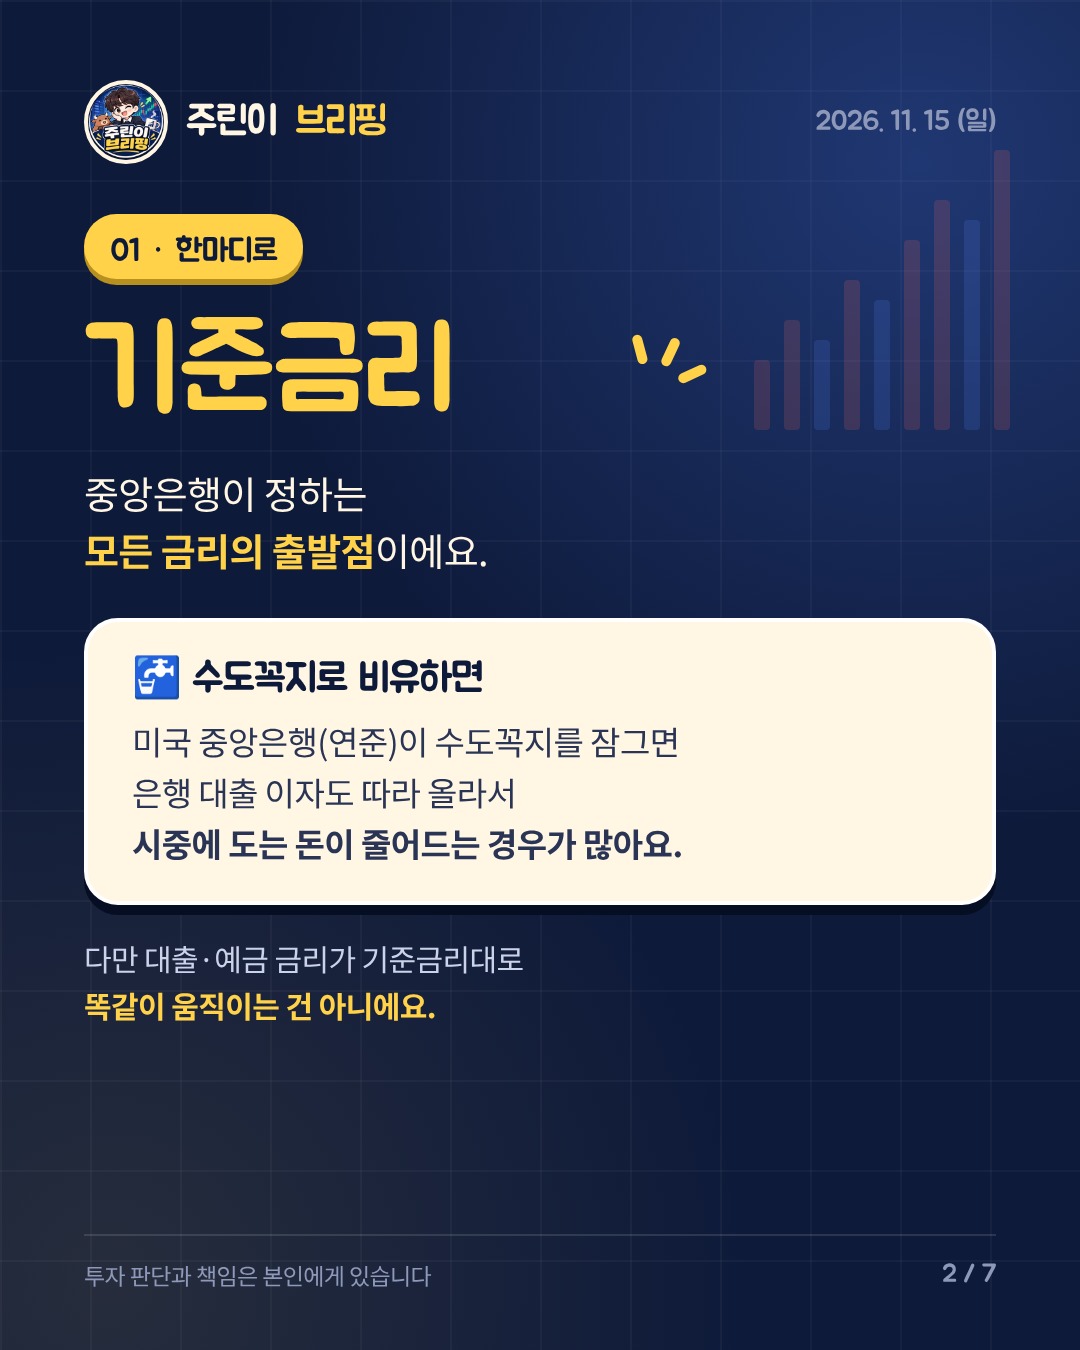 주린이 브리핑
주린이 브리핑
2026. 11. 15 (일)
01 · 한마디로
기준금리
중앙은행이 정하는
모든 금리의 출발점이에요.
수도꼭지로 비유하면
미국 중앙은행(연준)이 수도꼭지를 잠그면
은행 대출 이자도 따라 올라서
시중에 도는 돈이 줄어드는 경우가 많아요.
다만 대출·예금 금리가 기준금리대로
똑같이 움직이는 건 아니에요.
투자 판단과 책임은 본인에게 있습니다
2 / 7